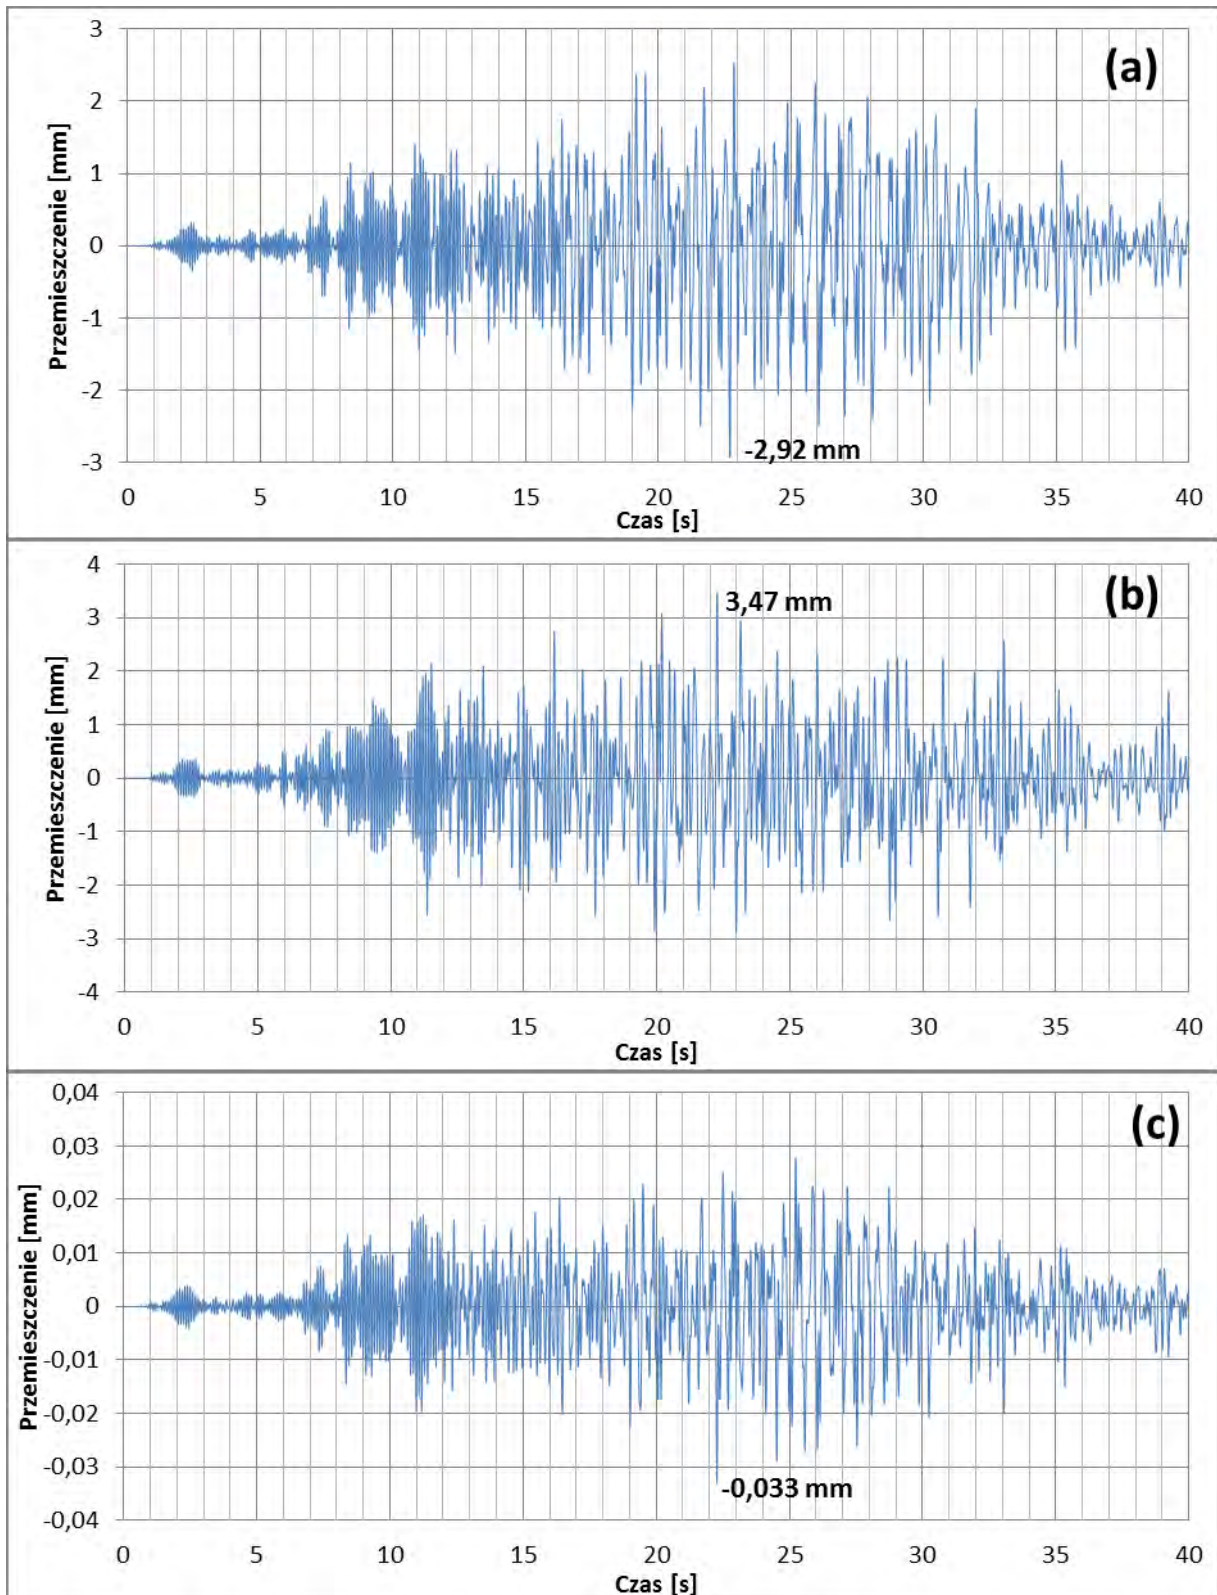 (a)
Przemieszczenie [mm]
3
2
1
0
-1
-2
-3
-2,92 mm
0 5 10 15 20 25 30 35 40
Czas [s]
(b)
Przemieszczenie [mm]
4
3
2
1
0
-1
-2
-3
-4
3,47 mm
0 5 10 15 20 25 30 35 40
Czas [s]
(c)
Przemieszczenie [mm]
0,04
0,03
0,02
0,01
0
-0,01
-0,02
-0,03
-0,04
-0,033 mm
0 5 10 15 20 25 30 35 40
Czas [s]